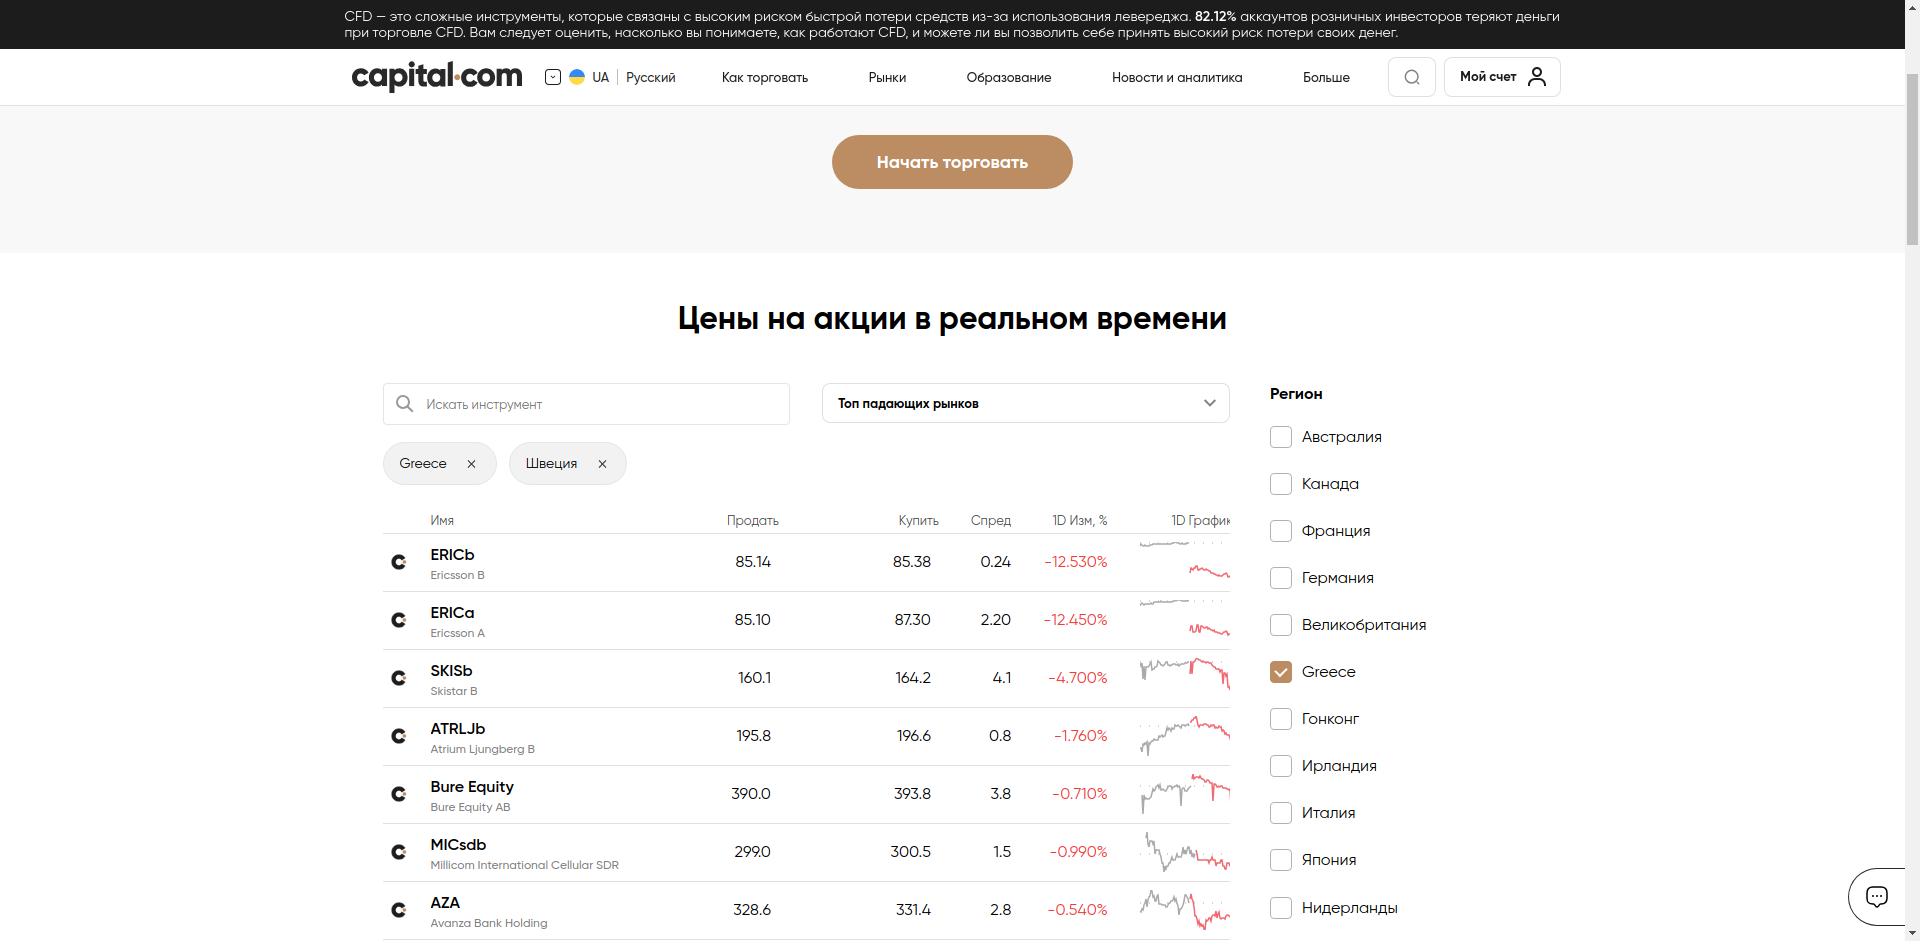 CFD — это сложные инструменты, которые связаны с высоким риском быстрой потери средств из-за использования левереджа. 82.12% аккаунтов розничных инвесторов теряют деньги
при торговле CFD. Вам следует оценить, насколько вы понимаете, как работают CFD, и можете ли вы позволить себе принять высокий риск потери своих денег.
capital.com UA Русский Как торговать Рынки Образование Новости и аналитика Больше Мой счет
Начать торговать
Цены на акции в реальном времени
Искать инструмент
Топ падающих рынков
Greece Швеция
Имя Продать Купить Спред 1D Изм, % 1D График
ERICb 85.14 85.38 0.24 -12.530%
Ericsson B
ERICa 85.10 87.30 2.20 -12.450%
Ericsson A
SKISb 160.1 164.2 4.1 -4.700%
Skistar B
ATRLJb 195.8 196.6 0.8 -1.760%
Atrium Ljungberg B
Bure Equity 390.0 393.8 3.8 -0.710%
Bure Equity AB
MICsdb 299.0 300.5 1.5 -0.990%
Millicom International Cellular SDR
AZA 328.6 331.4 2.8 -0.540%
Avanza Bank Holding
Регион
Австралия
Канада
Франция
Германия
Великобритания
Greece
Гонконг
Ирландия
Италия
Япония
Нидерланды